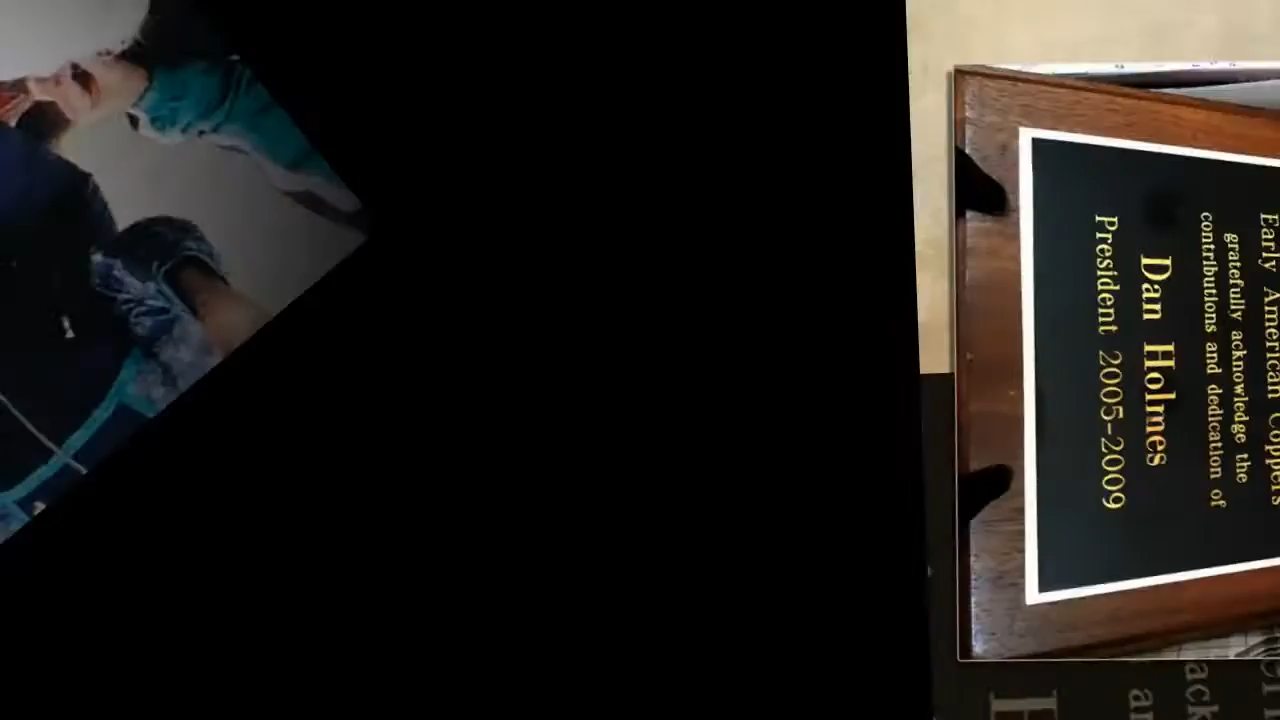 Early American Coppers
gratefully acknowledge the
contributions and dedication of
Dan Holmes
President 2005-2009